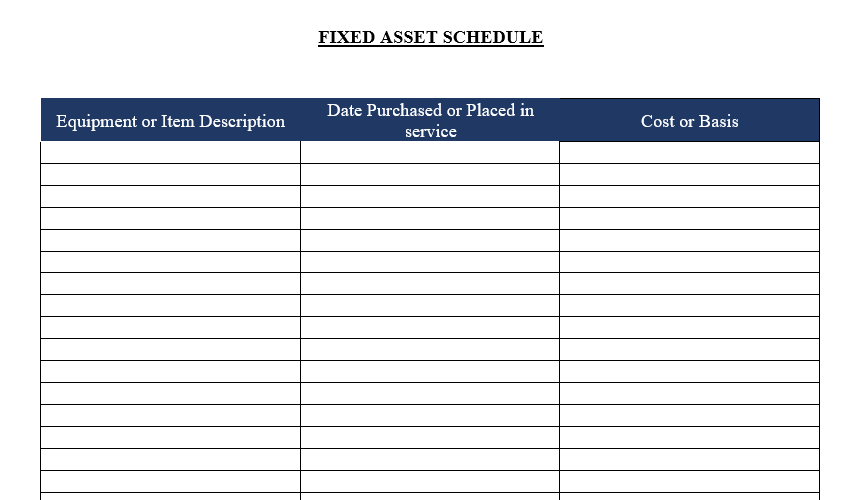 FIXED ASSET SCHEDULE
Equipment or Item Description
Date Purchased or Placed in
service
Cost or Basis